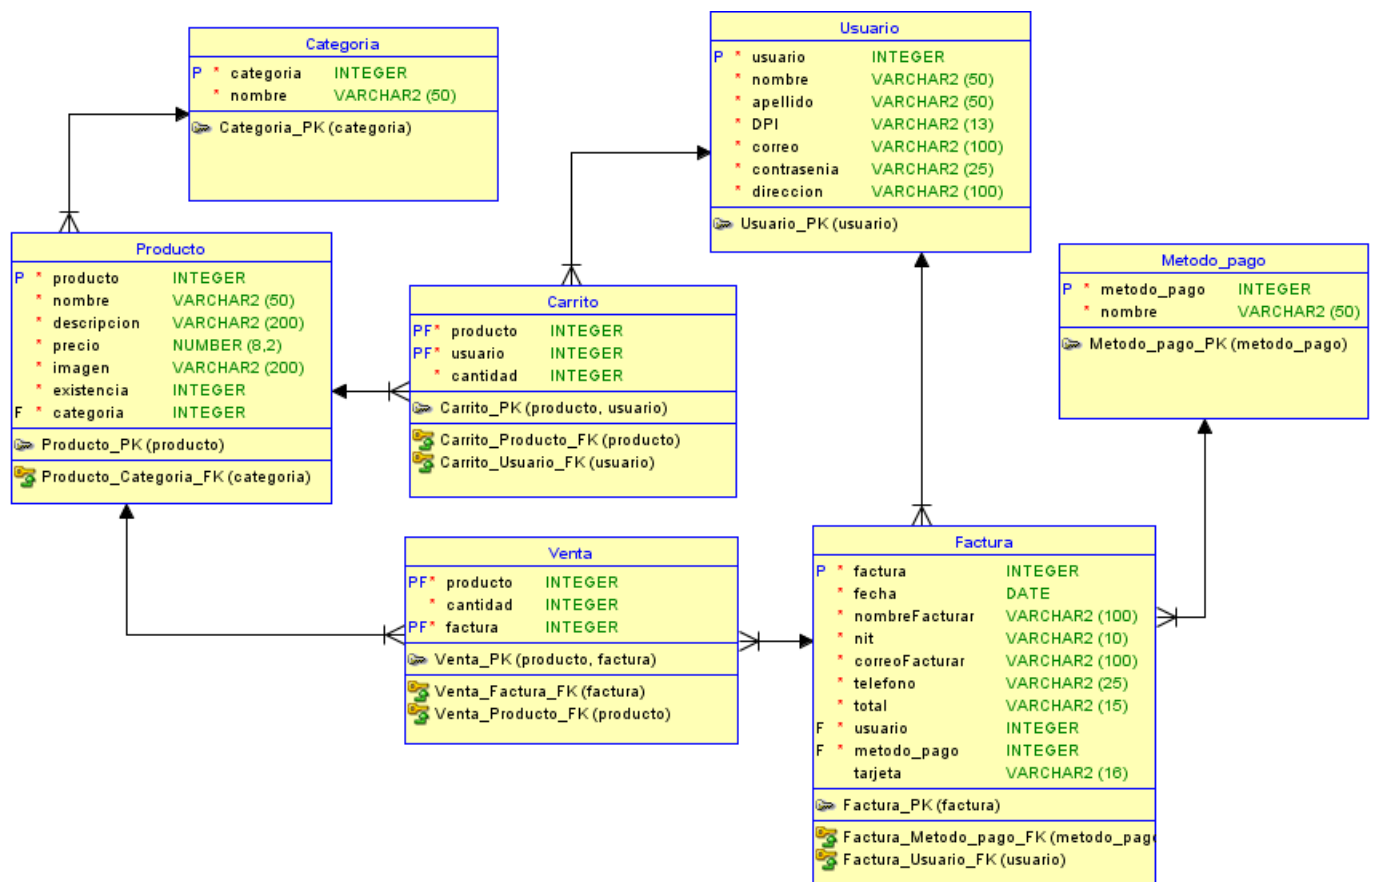 Categoria
P * categoria INTEGER
* nombre VARCHAR2 (50)
Categoria_PK (categoria)
Usuario
P * usuario INTEGER
* nombre VARCHAR2 (50)
* apellido VARCHAR2 (50)
* DPI VARCHAR2 (13)
* correo VARCHAR2 (100)
* contrasenia VARCHAR2 (25)
* direccion VARCHAR2 (100)
Usuario_PK (usuario)
Producto
P * producto INTEGER
* nombre VARCHAR2 (50)
* descripcion VARCHAR2 (200)
* precio NUMBER (8,2)
* imagen VARCHAR2 (200)
* existencia INTEGER
F * categoria INTEGER
Producto_PK (producto)
Producto_Categoria_FK (categoria)
Carrito
PF* producto INTEGER
PF* usuario INTEGER
* cantidad INTEGER
Carrito_PK (producto, usuario)
Carrito_Producto_FK (producto)
Carrito_Usuario_FK (usuario)
Metodo_pago
P * metodo_pago INTEGER
* nombre VARCHAR2 (50)
Metodo_pago_PK (metodo_pago)
Venta
PF* producto INTEGER
* cantidad INTEGER
PF* factura INTEGER
Venta_PK (producto, factura)
Venta_Factura_FK (factura)
Venta_Producto_FK (producto)
Factura
P * factura INTEGER
* fecha DATE
* nombreFacturar VARCHAR2 (100)
* nit VARCHAR2 (10)
* correoFacturar VARCHAR2 (100)
* telefono VARCHAR2 (25)
* total VARCHAR2 (15)
F * usuario INTEGER
F * metodo_pago INTEGER
tarjeta VARCHAR2 (16)
Factura_PK (factura)
Factura_Metodo_pago_FK (metodo_pago
Factura_Usuario_FK (usuario)